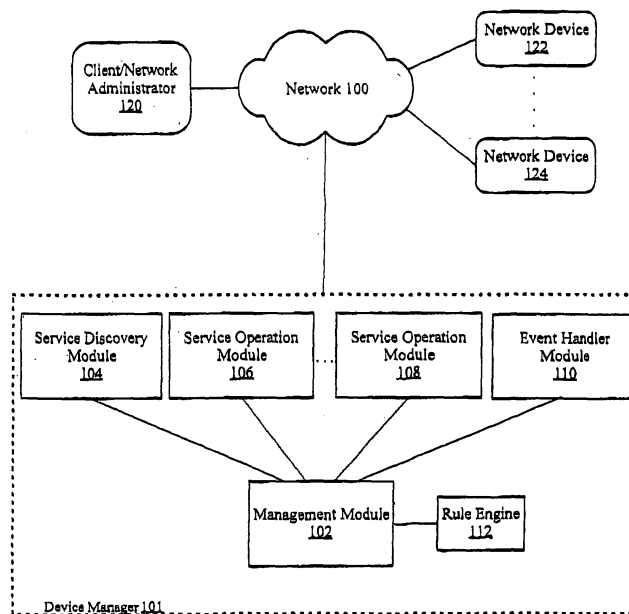 Client/Network
Administrator
120
Network 100
Network Device
122
Network Device
124
Service Discovery
Module
104
Service Operation
Module
106
Service Operation
Module
108
Event Handler
Module
110
Management Module
102
Rule Engine
112
Device Manager 101